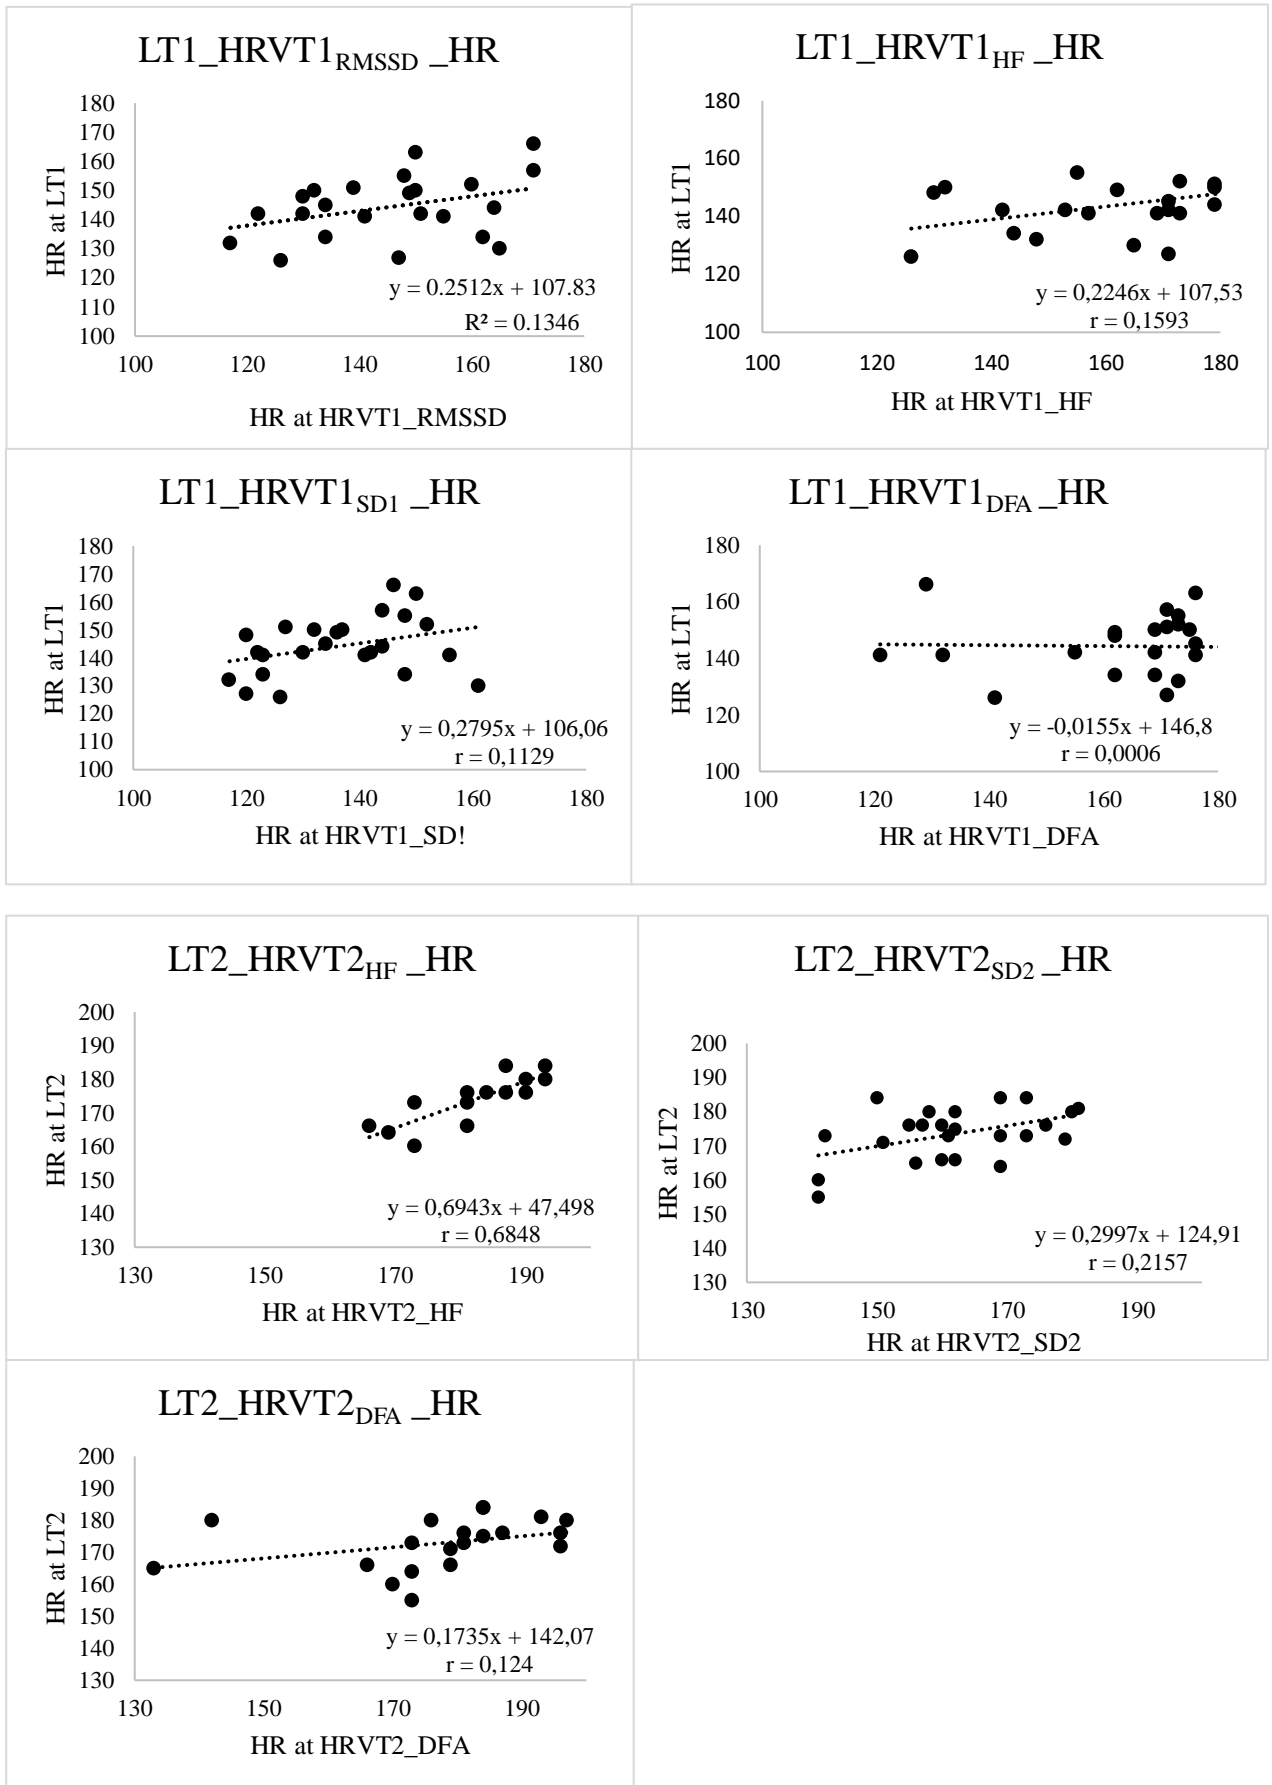 LT1_HRVT1RMSSD _HR
180
170
160
150
140
130
120
110
100
HR at LT1
y = 0.2512x + 107.83
R² = 0.1346
100 120 140 160 180
HR at HRVT1_RMSSD
LT1_HRVT1HF _HR
180
160
140
120
100
HR at LT1
y = 0,2246x + 107,53
r = 0,1593
100 120 140 160 180
HR at HRVT1_HF
LT1_HRVT1SD1 _HR
180
170
160
150
140
130
120
110
100
HR at LT1
y = 0,2795x + 106,06
r = 0,1129
100 120 140 160 180
HR at HRVT1_SD!
LT1_HRVT1DFA _HR
180
160
140
120
100
HR at LT1
y = -0,0155x + 146,8
r = 0,0006
100 120 140 160 180
HR at HRVT1_DFA
LT2_HRVT2HF _HR
200
190
180
170
160
150
140
130
HR at LT2
y = 0,6943x + 47,498
r = 0,6848
130 150 170 190
HR at HRVT2_HF
LT2_HRVT2SD2 _HR
200
190
180
170
160
150
140
130
HR at LT2
y = 0,2997x + 124,91
r = 0,2157
130 150 170 190
HR at HRVT2_SD2
LT2_HRVT2DFA _HR
200
190
180
170
160
150
140
130
HR at LT2
y = 0,1735x + 142,07
r = 0,124
130 150 170 190
HR at HRVT2_DFA